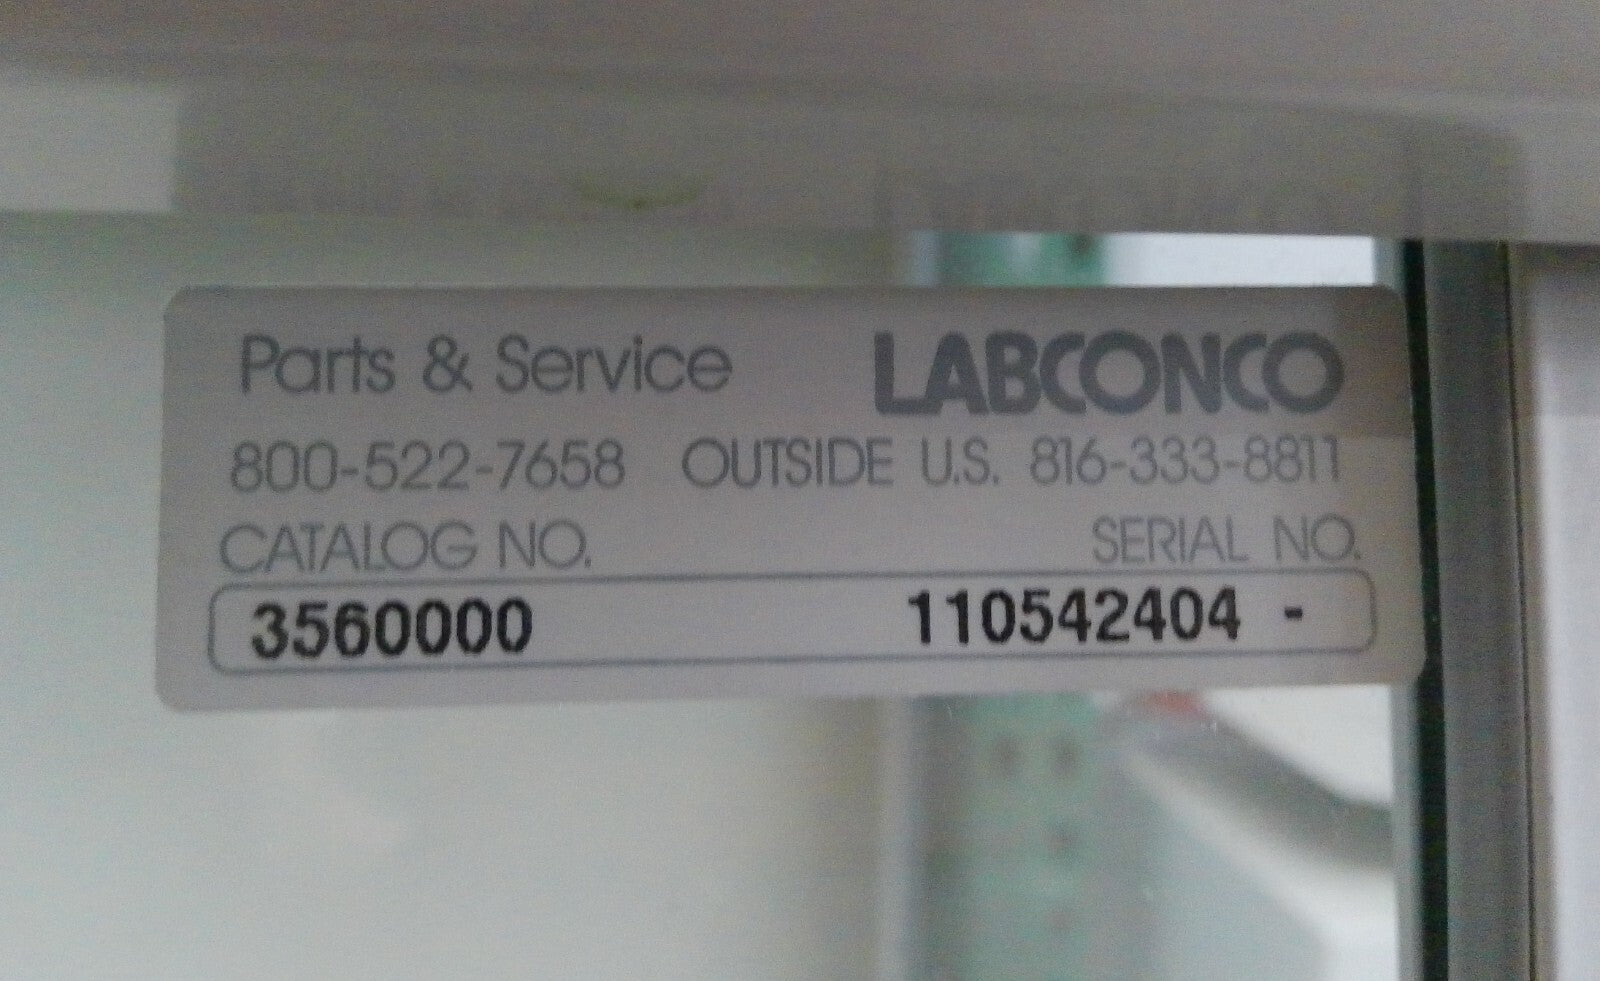 Parts & Service LABCONCO
800-522-7658 OUTSIDE U.S. 816-333-8811
CATALOG NO. SERIAL NO.
3560000 110542404 -